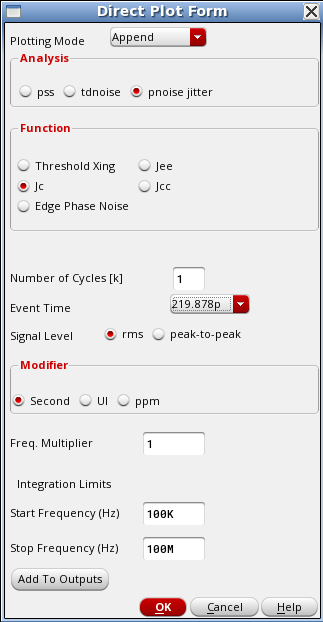 Direct Plot Form
Plotting Mode Append
Analysis
pss tdnoise pnoise jitter
Function
Threshold Xing Jee
Jc Jcc
Edge Phase Noise
Number of Cycles [k] 1
Event Time 219.878p
Signal Level rms peak-to-peak
Modifier
Second UI ppm
Freq. Multiplier 1
Integration Limits
Start Frequency (Hz) 100K
Stop Frequency (Hz) 100M
Add To Outputs
OK Cancel Help